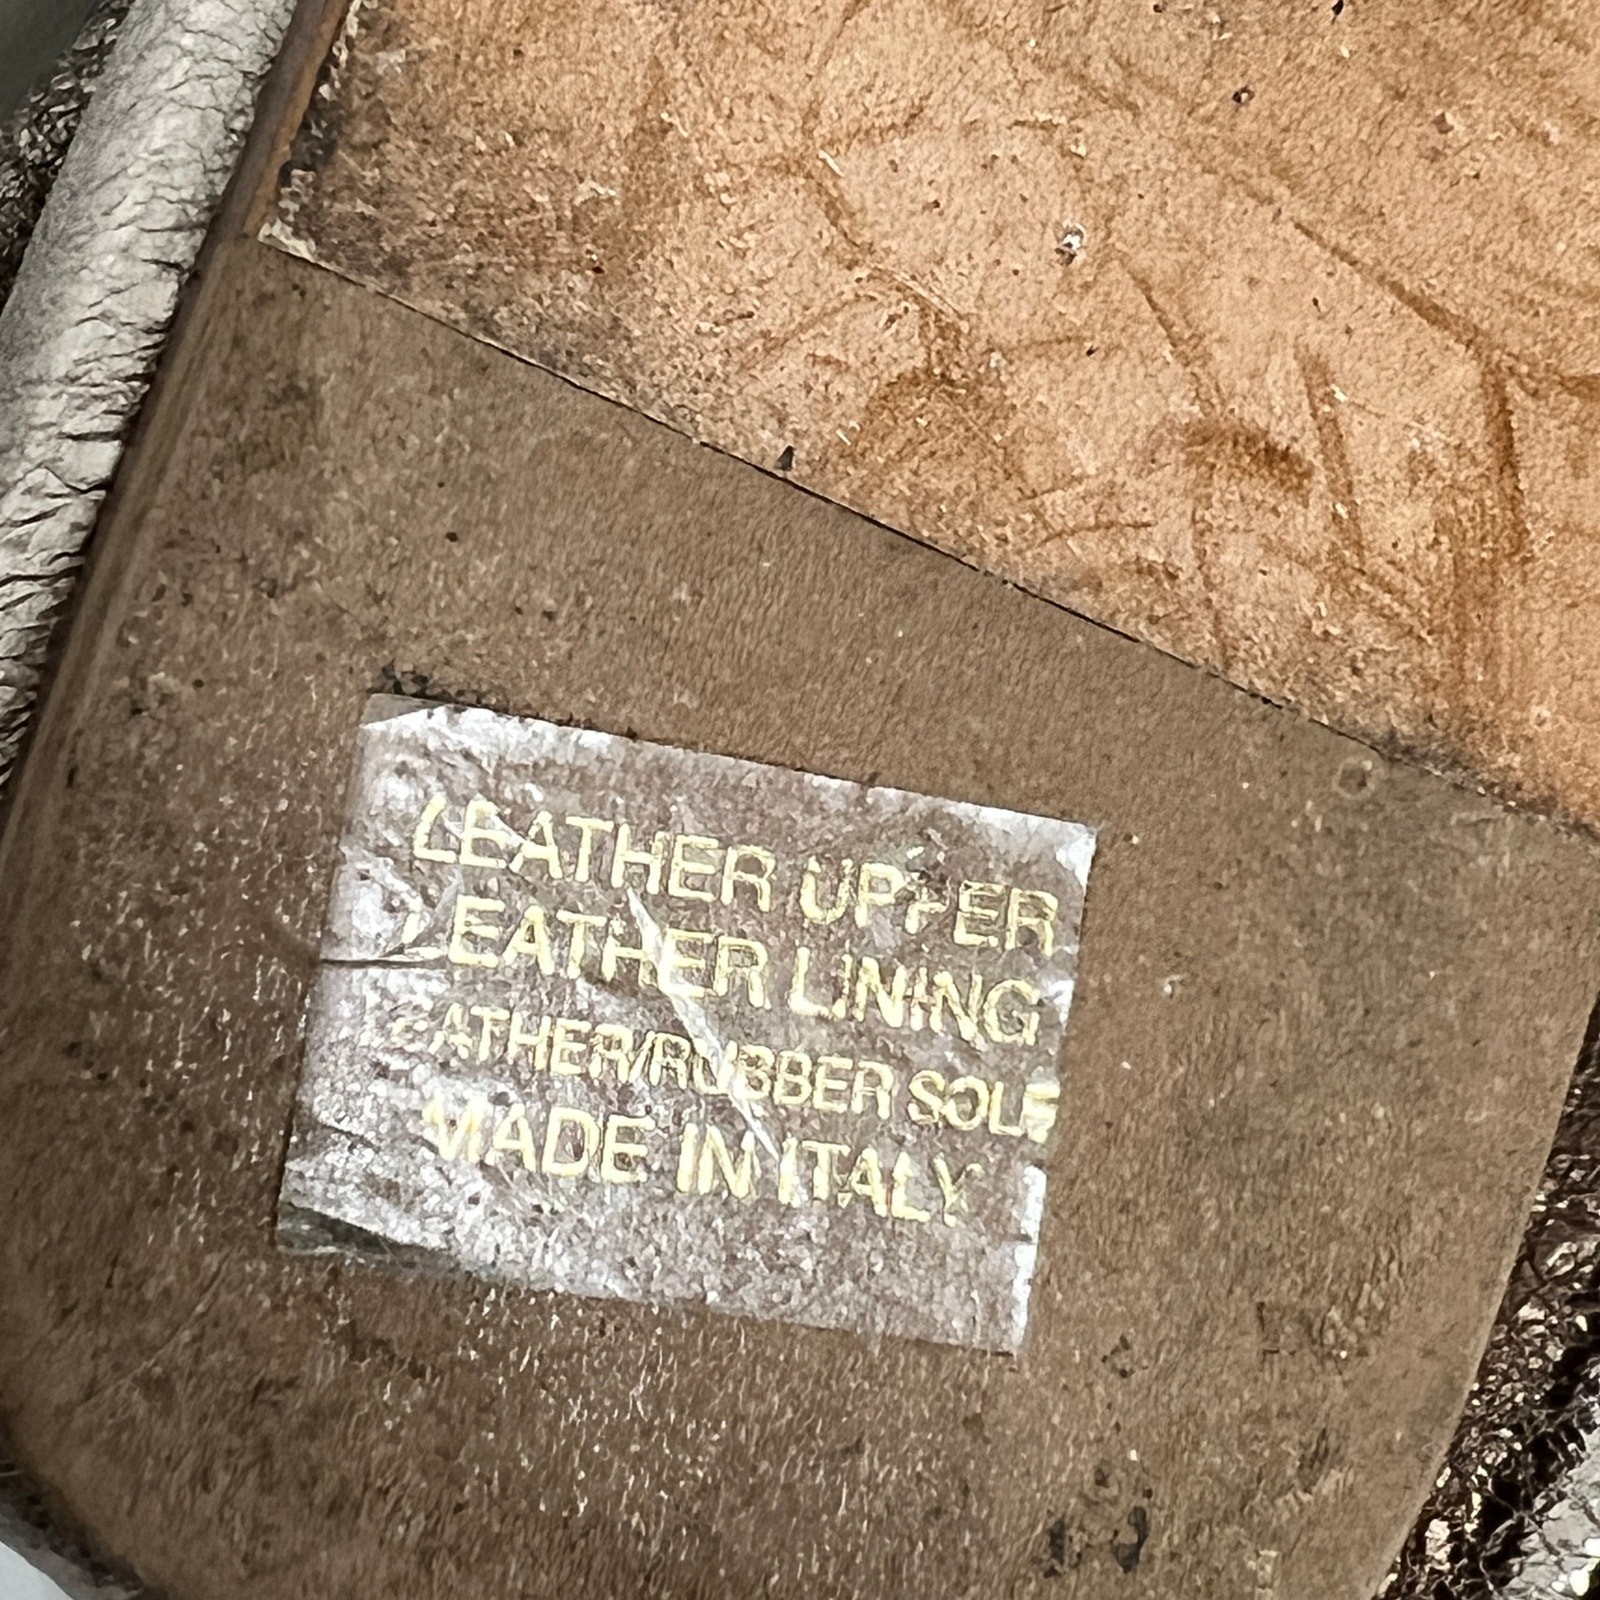 LEATHER UPPER
LEATHER LINING
LEATHER/RUBBER SOLE
MADE IN ITALY